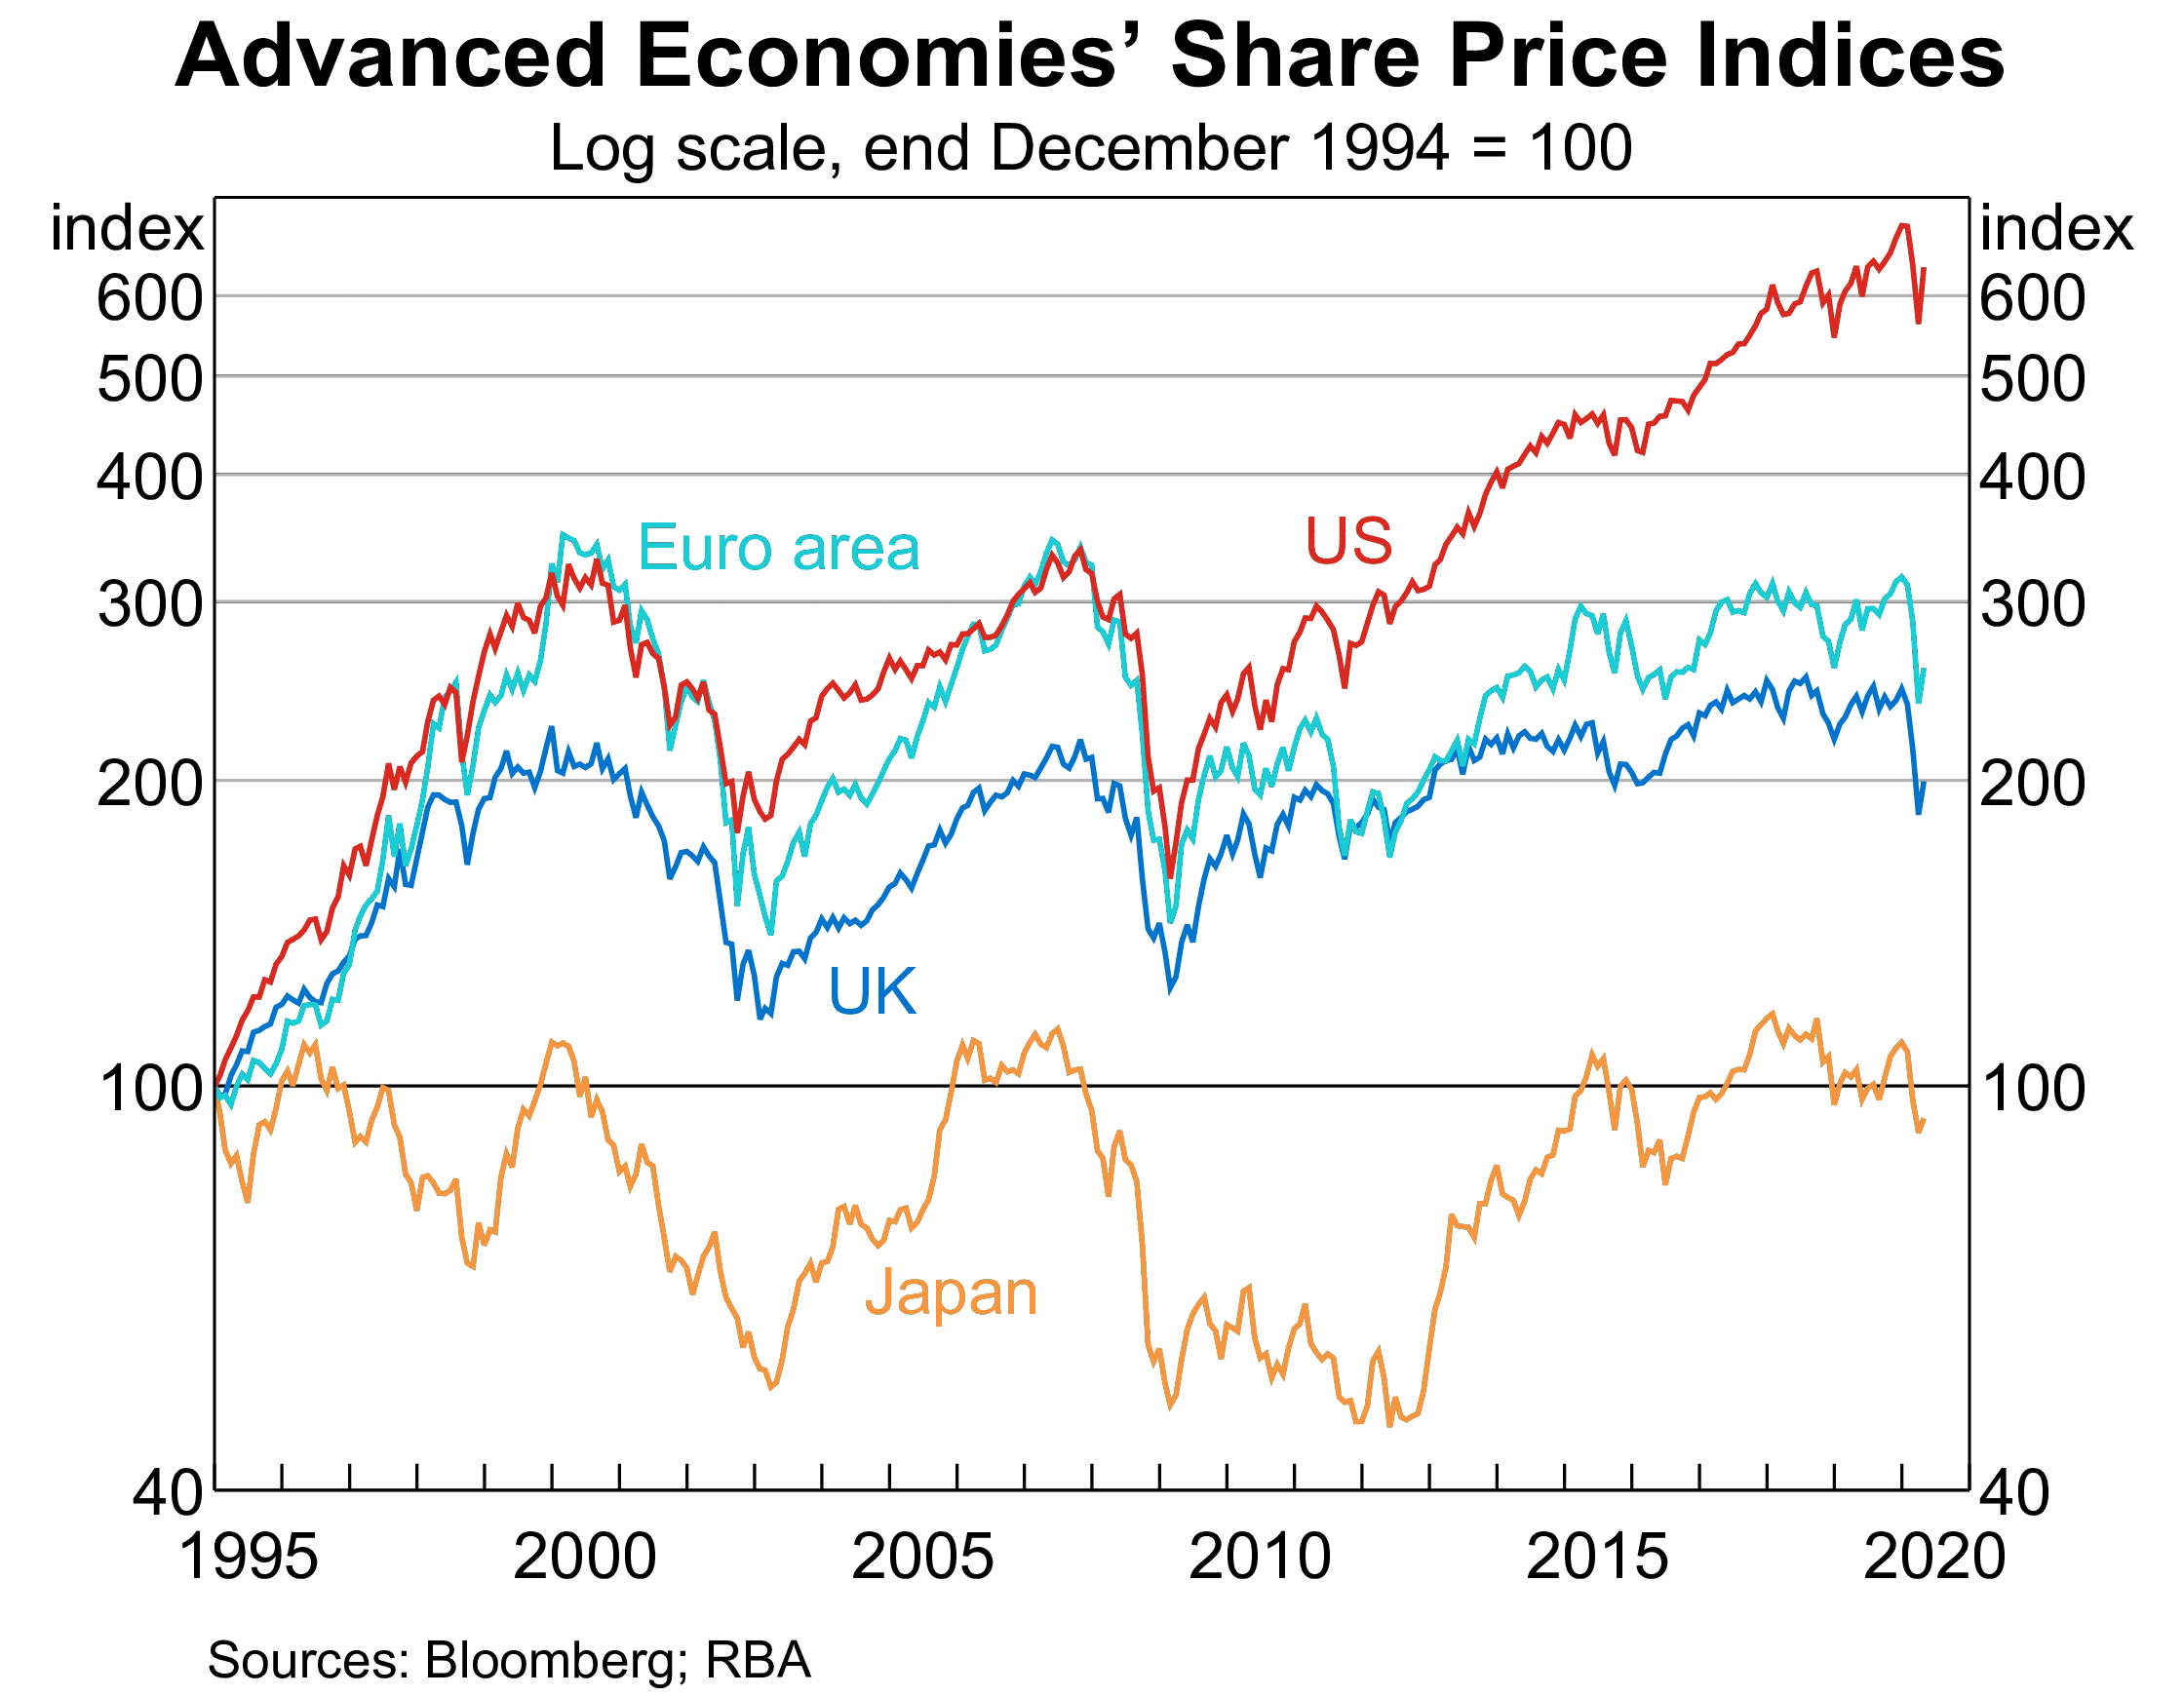 Advanced Economies’ Share Price Indices
Log scale, end December 1994 = 100
index index
600 600
500 500
400 400
Euro area US
300 300
200 200
UK
100 100
Japan
40 40
1995 2000 2005 2010 2015 2020
Sources: Bloomberg; RBA